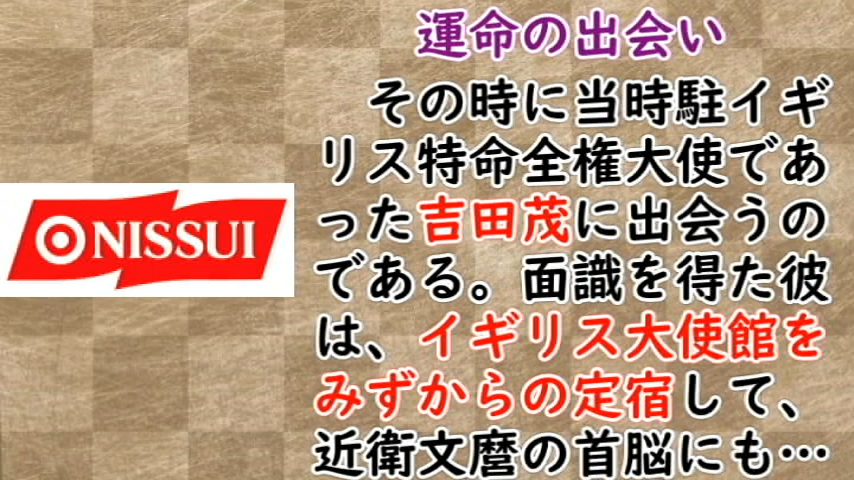 運命の出会い
その時に当時駐イギ
リス特命全権大使であ
った吉田茂に出会うの
である。面識を得た彼
は、イギリス大使館を
みずからの定宿して、
近衛文麿の首脳にも…
NISSUI